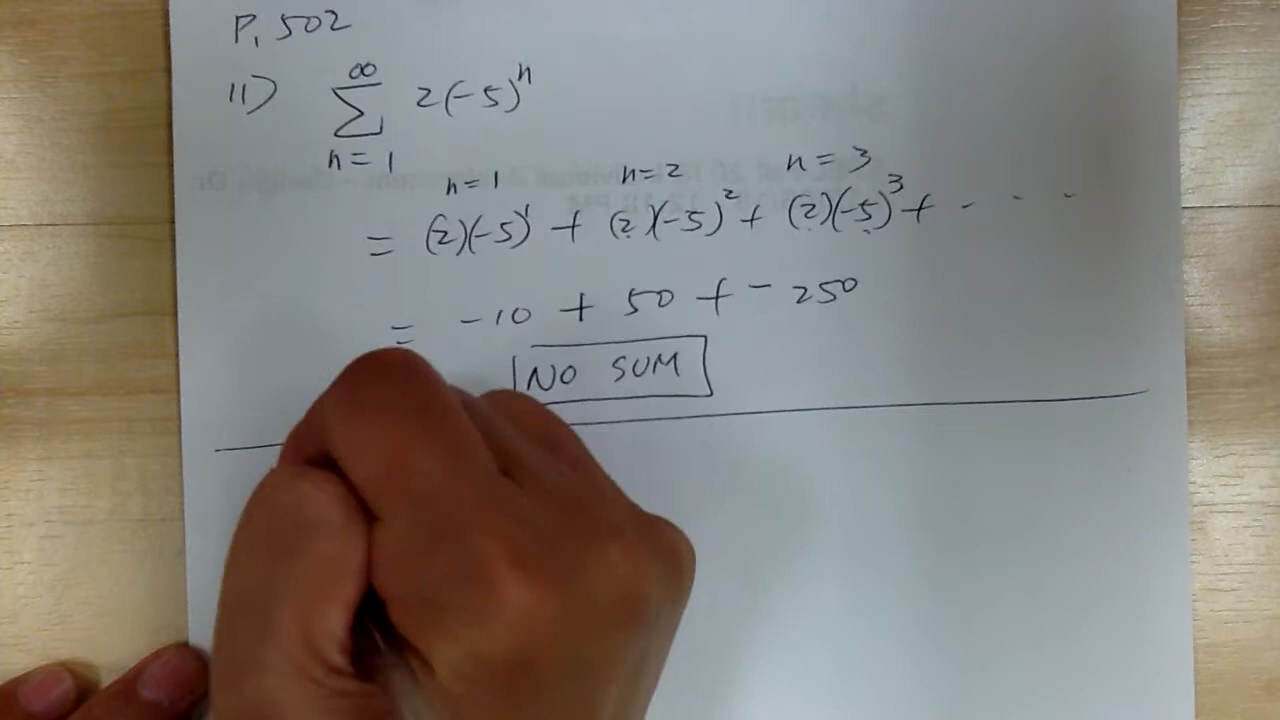 P. 502
11) ∞
∑ 2(-5)^n
n=1
n=1 n=2 n=3
= (2)(-5)^1 + (2)(-5)^2 + (2)(-5)^3 + - - -
= -10 + 50 + -250
NO SUM